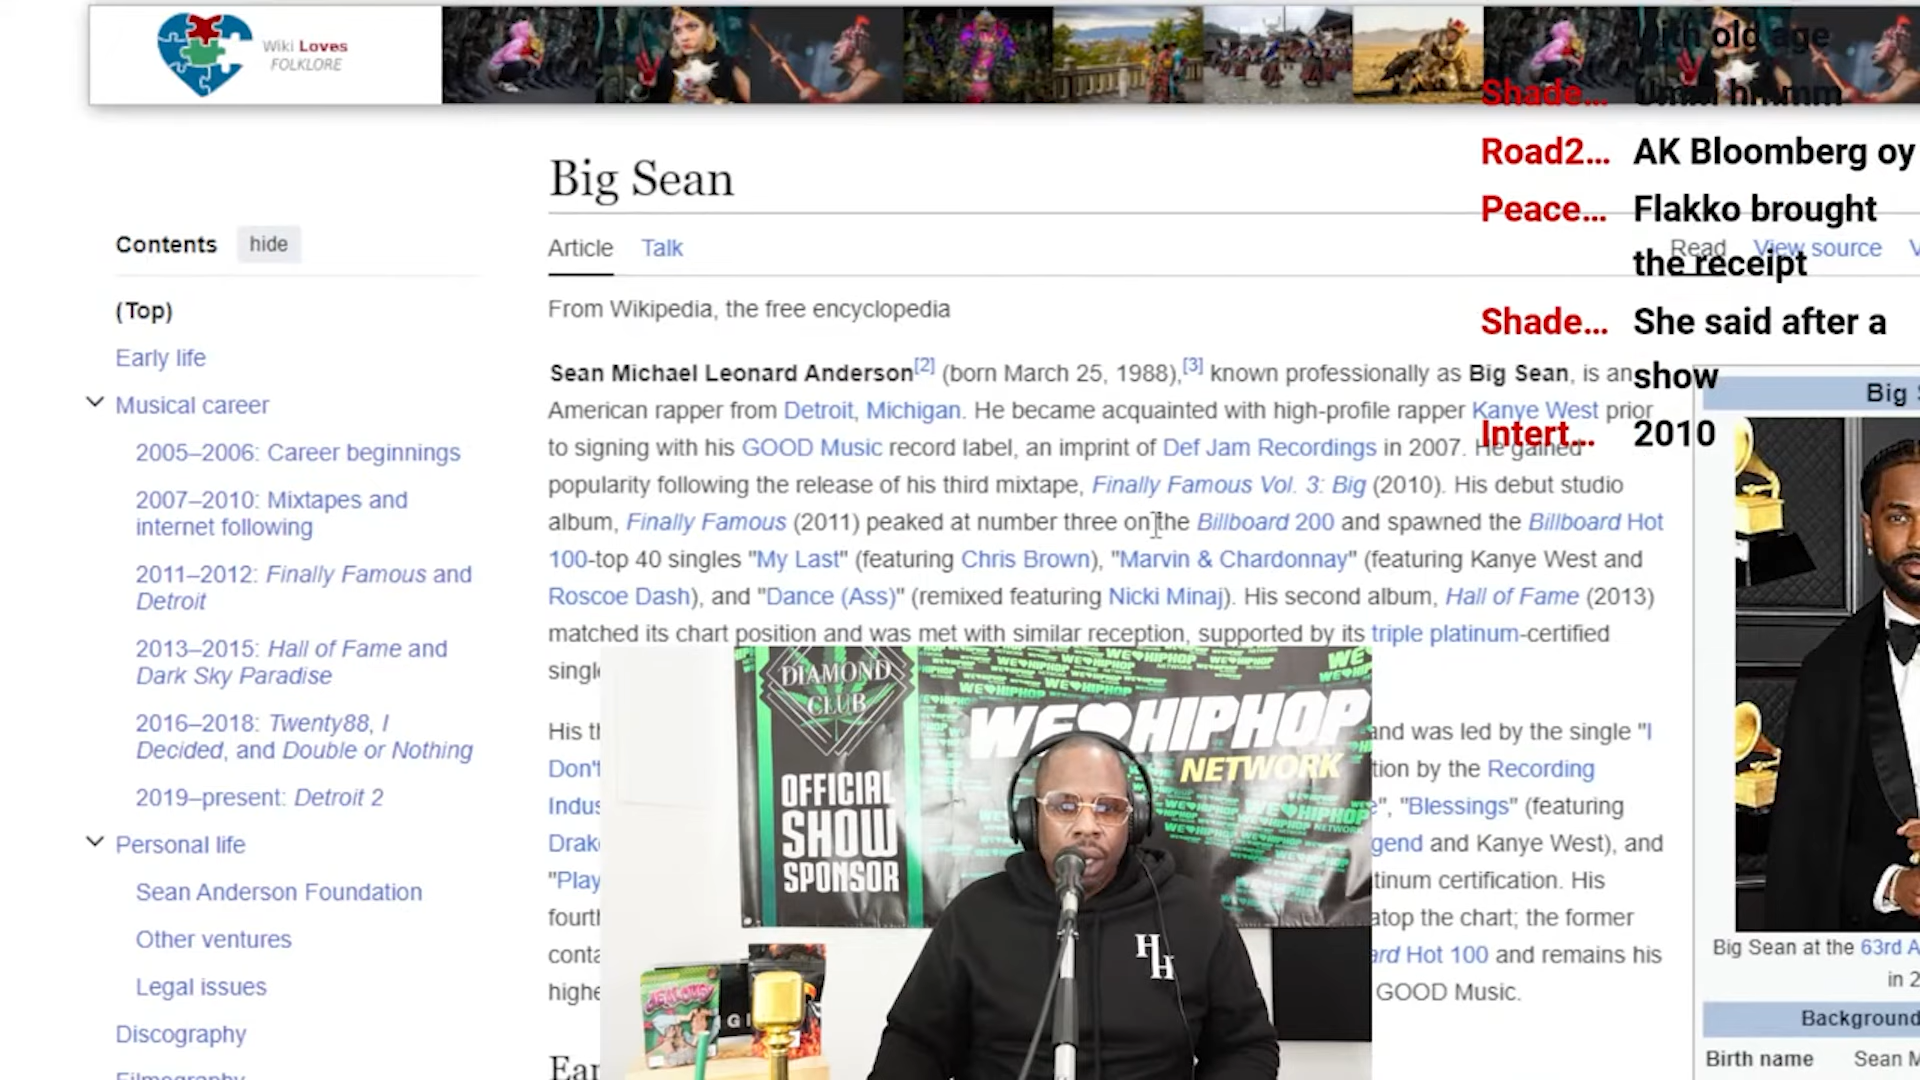 Wiki Loves
FOLKLORE
old age
Shade… Umm hmmm
Road2… AK Bloomberg oy
Peace… Flakko brought
the receipt
Shade… She said after a
show
Intert… 2010
Big Sean
Article Talk
Read View source
From Wikipedia, the free encyclopedia
Contents hide
(Top)
Early life
Musical career
2005–2006: Career beginnings
2007–2010: Mixtapes and
internet following
2011–2012: Finally Famous and
Detroit
2013–2015: Hall of Fame and
Dark Sky Paradise
2016–2018: Twenty88, I
Decided, and Double or Nothing
2019–present: Detroit 2
Personal life
Sean Anderson Foundation
Other ventures
Legal issues
Discography
Filmography
Sean Michael Leonard Anderson[2] (born March 25, 1988),[3] known professionally as Big Sean, is an
American rapper from Detroit, Michigan. He became acquainted with high-profile rapper Kanye West prior
to signing with his GOOD Music record label, an imprint of Def Jam Recordings in 2007. He gained
popularity following the release of his third mixtape, Finally Famous Vol. 3: Big (2010). His debut studio
album, Finally Famous (2011) peaked at number three on the Billboard 200 and spawned the Billboard Hot
100-top 40 singles "My Last" (featuring Chris Brown), "Marvin & Chardonnay" (featuring Kanye West and
Roscoe Dash), and "Dance (Ass)" (remixed featuring Nicki Minaj). His second album, Hall of Fame (2013)
matched its chart position and was met with similar reception, supported by its triple platinum-certified
single
His th and was led by the single "I
Don't tion by the Recording
Indus ", "Blessings" (featuring
Drake gend and Kanye West), and
"Play tinum certification. His
fourth atop the chart; the former
conta ard Hot 100 and remains his
highe GOOD Music.
Big
Big Sean at the 63rd A
in 2
Background
Birth name Sean M
DIAMOND
CLUB
OFFICIAL
SHOW
SPONSOR
WE HIPHOP
NETWORK
HH